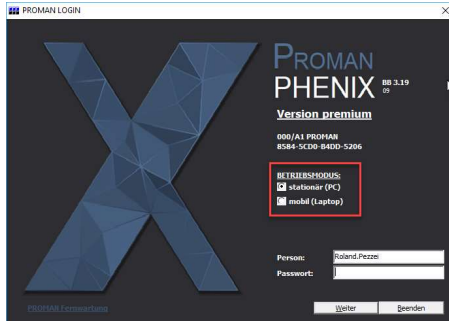 PROMAN LOGIN
PROMAN
PHENIX BB 3.19
09
Version premium
000/A1 PROMAN
8584-5CD0-B4DD-5206
BETRIEBSMODUS:
stationär (PC)
mobil (Laptop)
Person: Roland.Pezzei
Passwort:
PROMAN Fernwartung
Weiter Beenden